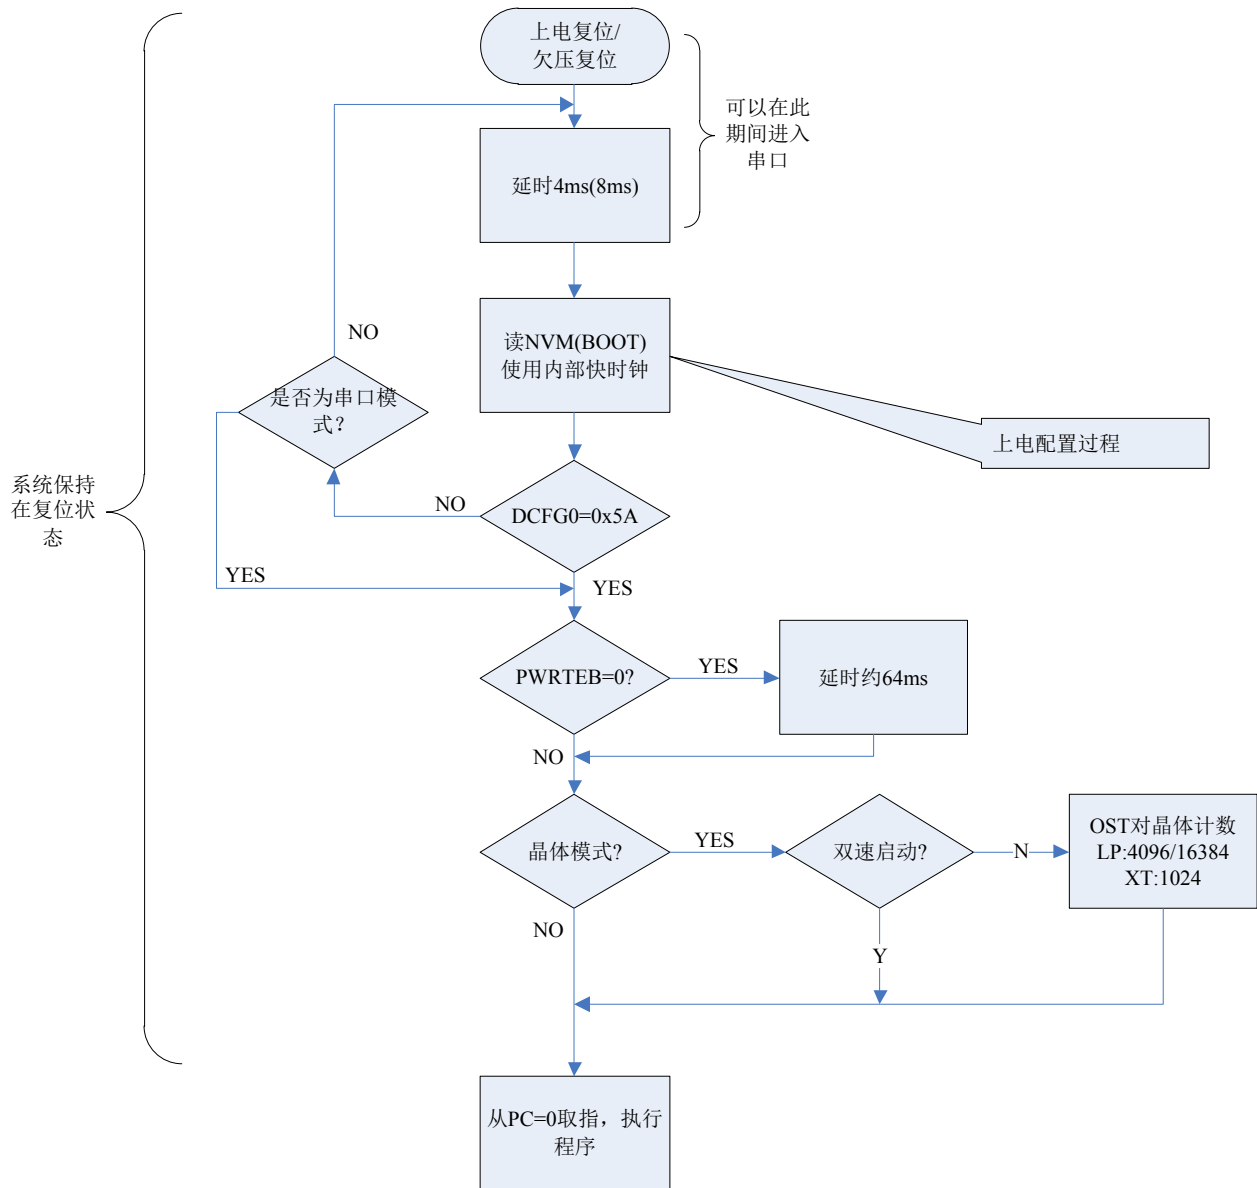 上电复位/
欠压复位
可以在此
期间进入
串口
延时4ms(8ms)
NO
读NVM(BOOT)
使用内部快时钟
是否为串口模
式?
上电配置过程
系统保持
在复位状
态
NO
DCFG0=0x5A
YES
YES
PWRTEB=0?
YES
延时约64ms
NO
晶体模式?
YES
双速启动?
N
OST对晶体计数
LP:4096/16384
XT:1024
NO
Y
从PC=0取指，执行
程序